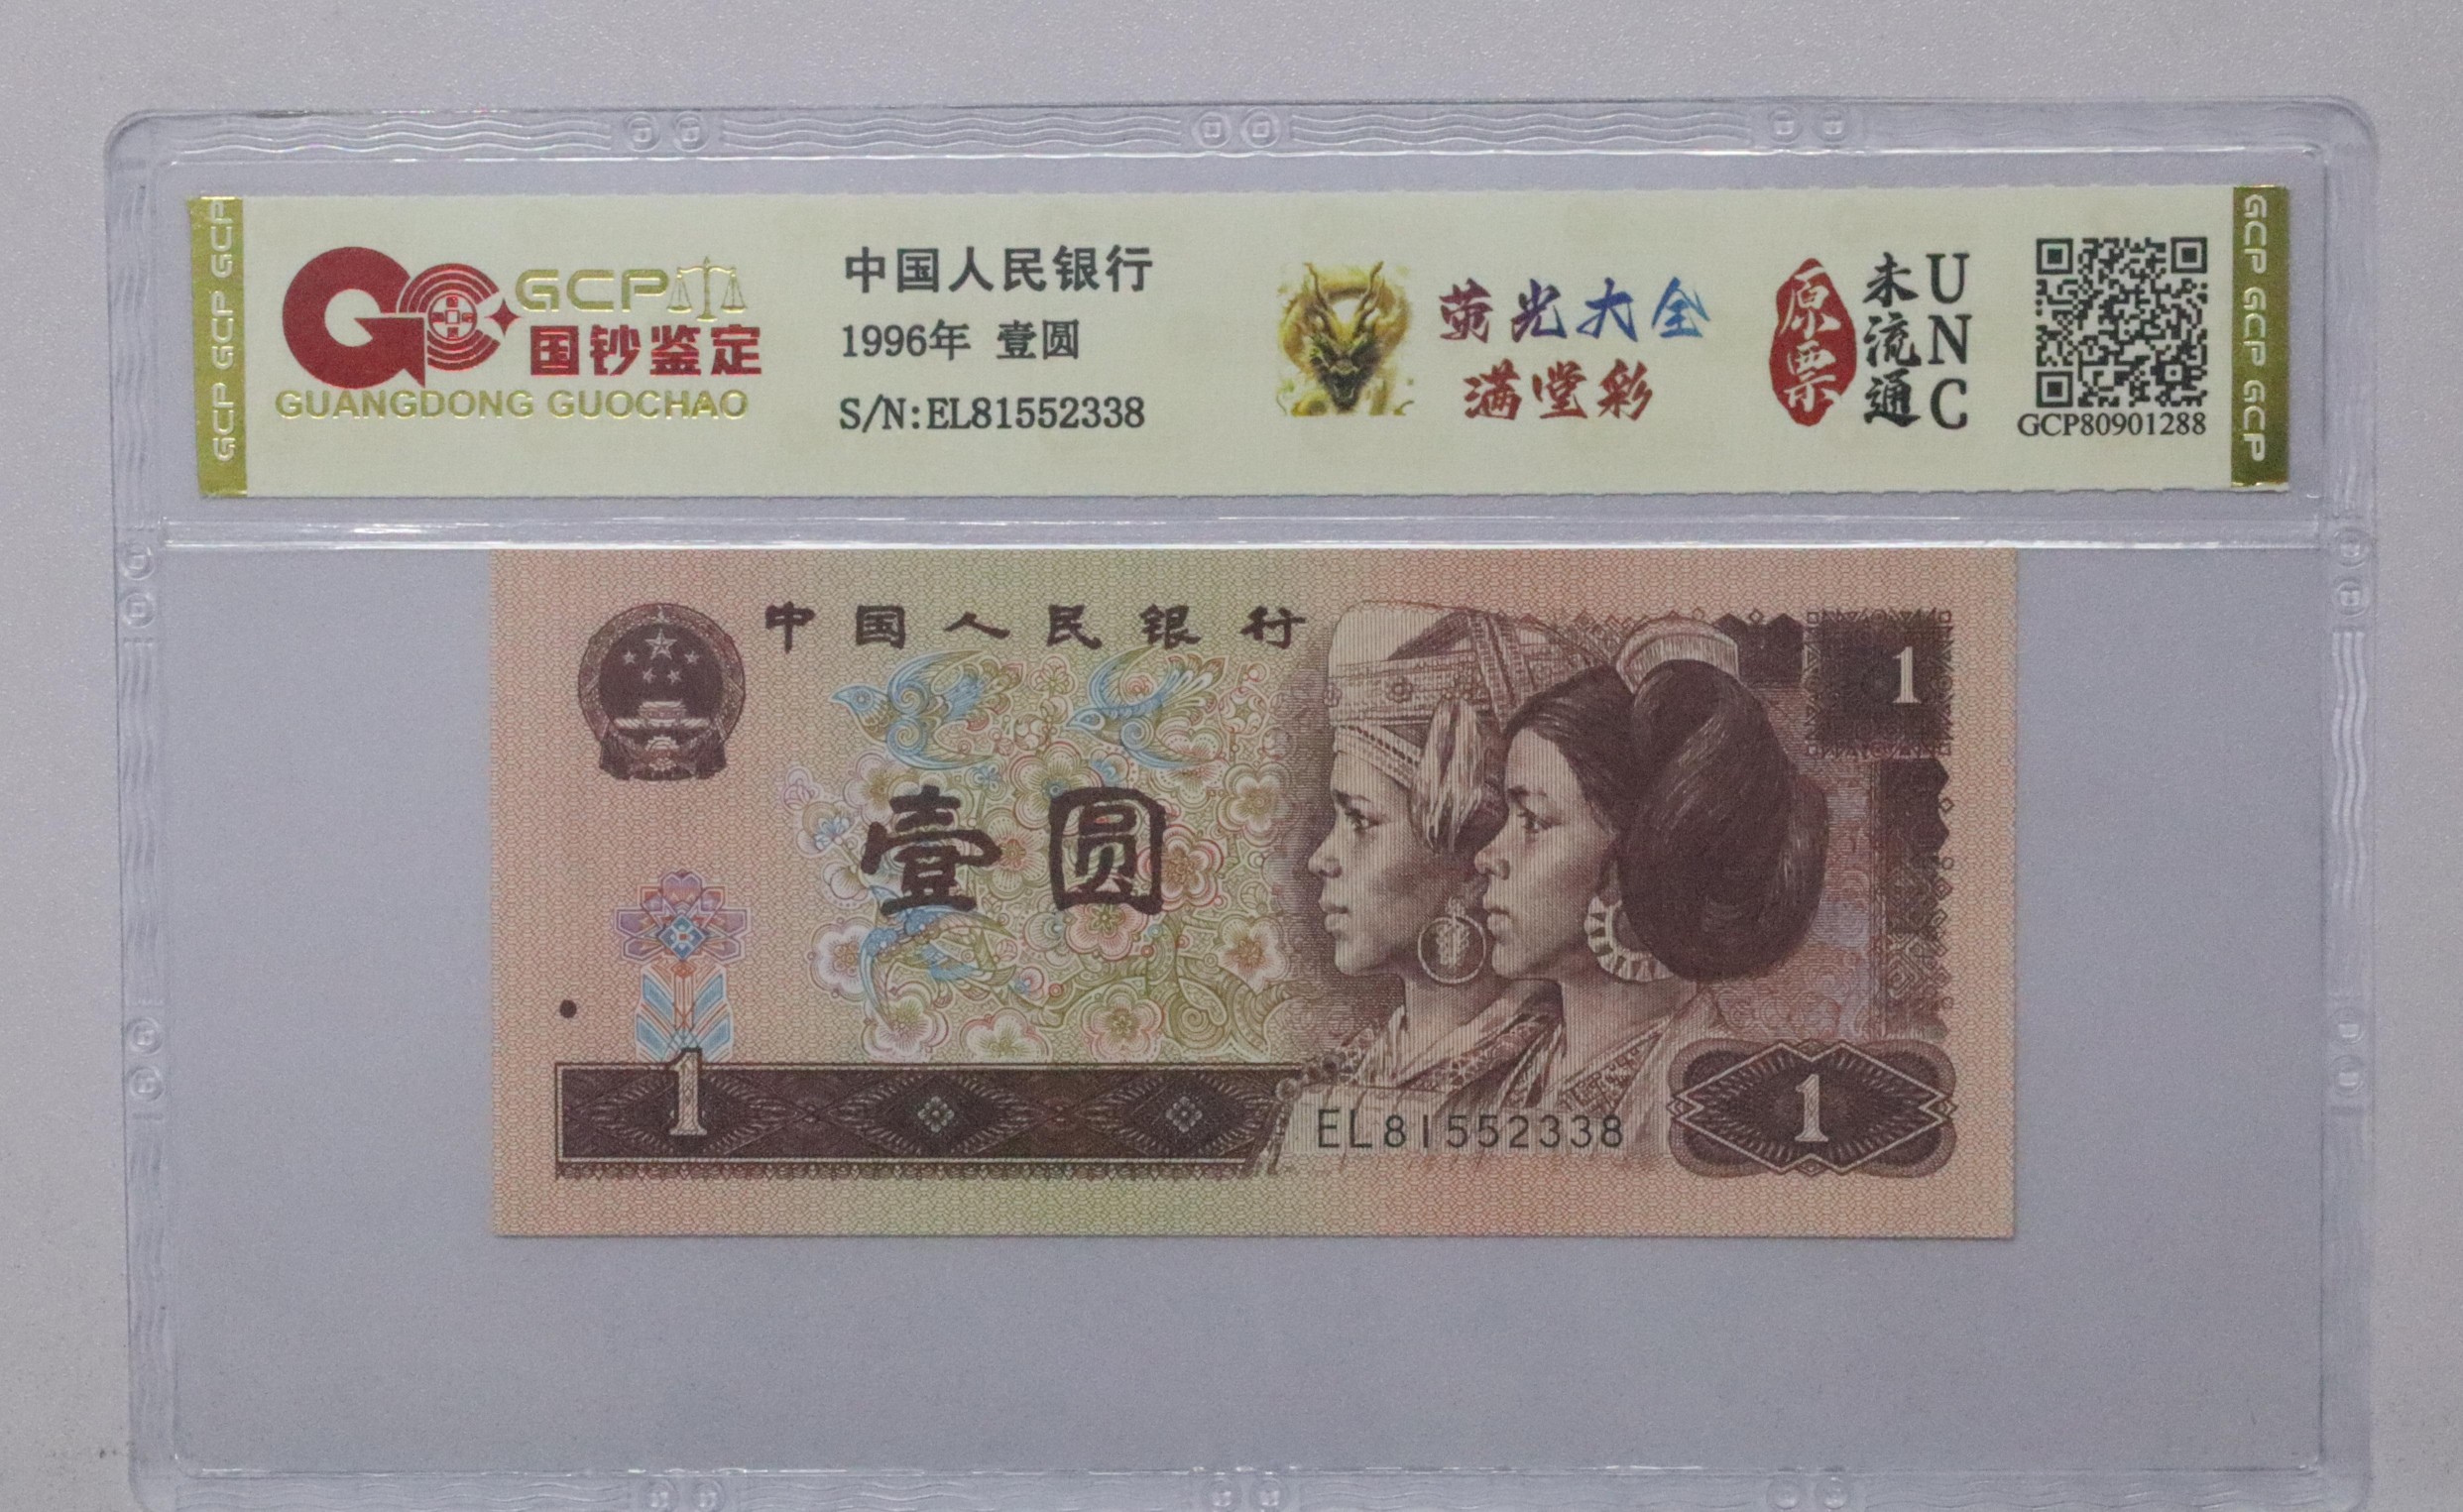 GCP GCP GCP
GCP
国钞鉴定
GUANGDONG GUOCHAO
中国人民银行
1996年 壹圆
S/N:EL81552338
荧光大全
满堂彩
原票
未流通
UNC
GCP80901288
GCP GCP GCP
中国人民银行
1
壹圆
1
EL81552338
1